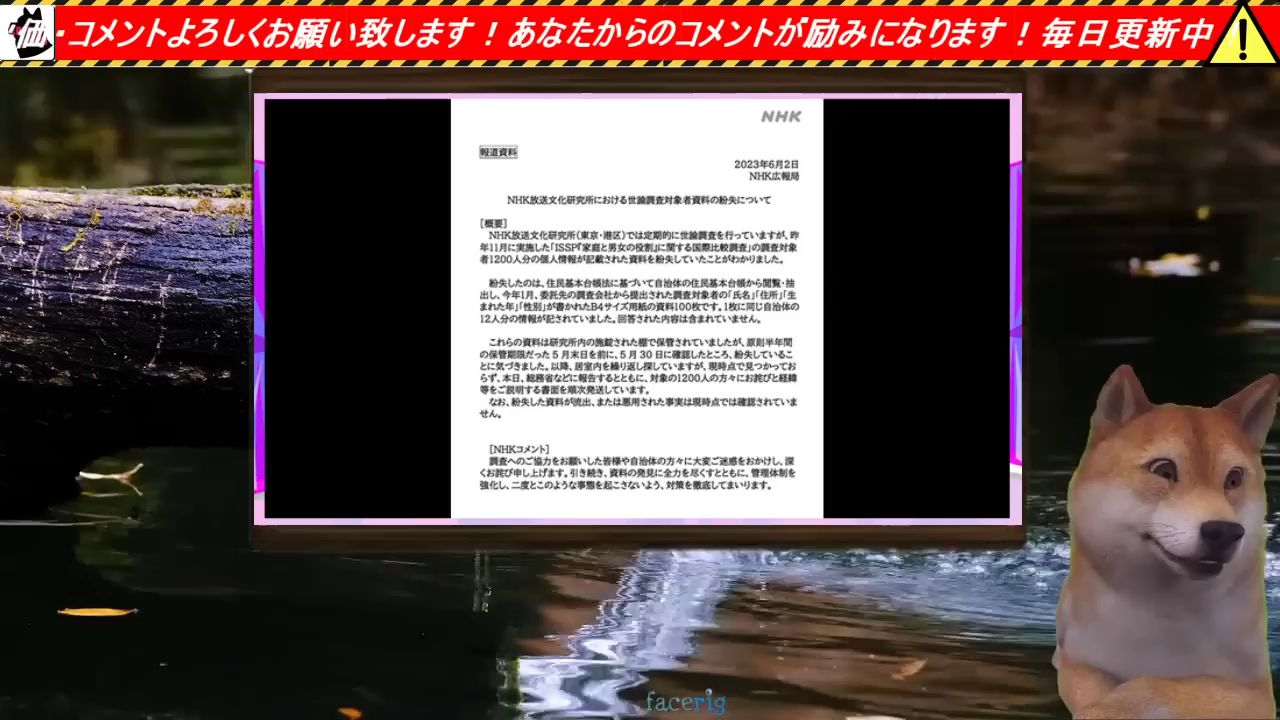 価・コメントよろしくお願い致します！あなたからのコメントが励みになります！毎日更新中
NHK
報道資料
2023年6月2日
NHK広報局
NHK放送文化研究所における世論調査対象者資料の紛失について
[概要]
NHK放送文化研究所(東京・港区)では定期的に世論調査を行っていますが、昨
年11月に実施した「ISSP『家庭と男女の役割』に関する国際比較調査」の調査対象
者1200人分の個人情報が記載された資料を紛失していたことがわかりました。
紛失したのは、住民基本台帳法に基づいて自治体の住民基本台帳から閲覧・抽
出し、今年1月、委託先の調査会社から提出された調査対象者の「氏名」「住所」「生
まれた年」「性別」が書かれたB4サイズ用紙の資料100枚です。1枚に同じ自治体の
12人分の情報が記されていました。回答された内容は含まれていません。
これらの資料は研究所内の施錠された棚で保管されていましたが、原則半年間
の保管期限だった5月末日を前に、5月30日に確認したところ、紛失しているこ
とに気づきました。以降、居室内を繰り返し探していますが、現時点で見つかってお
らず、本日、総務省などに報告するとともに、対象の1200人の方々にお詫びと経緯
等をご説明する書面を順次発送しています。
なお、紛失した資料が流出、または悪用された事実は現時点では確認されていま
せん。
[NHKコメント]
調査へのご協力をお願いした皆様や自治体の方々に大変ご迷惑をおかけし、深
くお詫び申し上げます。引き続き、資料の発見に全力を尽くすとともに、管理体制を
強化し、二度とこのような事態を起こさないよう、対策を徹底してまいります。
facerig